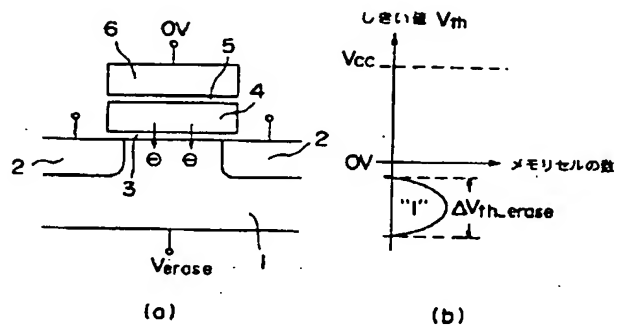 6
0V
5
4
2
3
⊖ ⊖
2
1
Verase
(a)
しきい値 Vth
Vcc
0V
メモリセルの数
"1"
ΔVth_erase
(b)